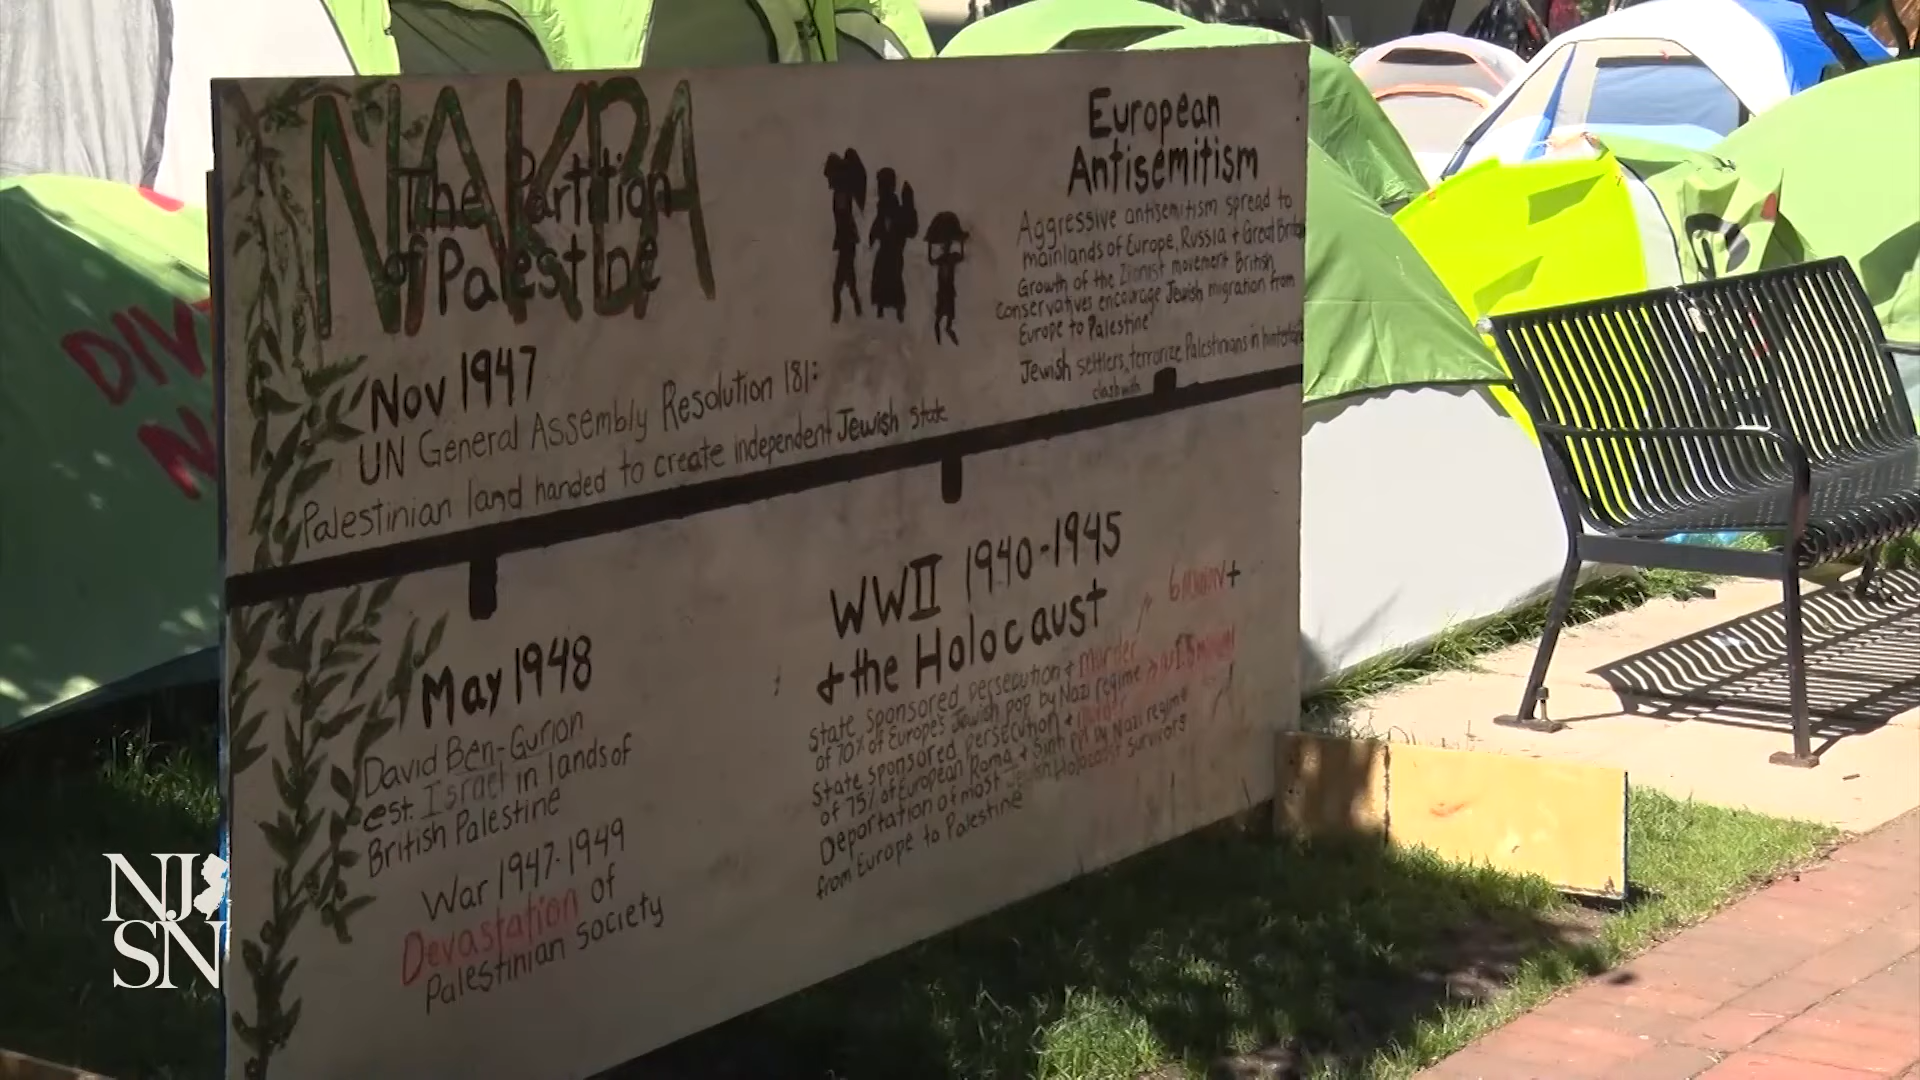 NAKBA
The Partition
of Palestine
Nov 1947
UN General Assembly Resolution 181:
Palestinian land handed to create independent Jewish state
European
Antisemitism
Aggressive antisemitism spread to
mainlands of Europe, Russia + Great
Growth of the Zionist movement British
conservatives encourage Jewish migration from
Europe to Palestine
Jewish settlers, terrorize Palestinians in
clash with
May 1948
David Ben-Gurion
est. Israel in lands of
British Palestine
War 1947-1949
Devastation of
Palestinian society
WWII 1940-1945
+ the Holocaust
State sponsored persecution + murder
of 70% of Europe's Jewish pop by Nazi regime
State sponsored persecution +
of 75% of European Roma + Sinti pop by Nazi regime
Deportation of most Jewish Holocaust survivors
from Europe to Palestine
DIV
NJ
SN